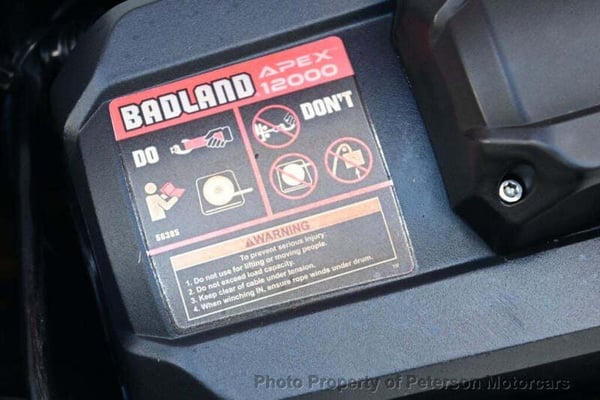 BADLAND APEX
12000
DO
DON'T
56385
WARNING
To prevent serious injury:
1. Do not use for lifting or moving people.
2. Do not exceed load capacity.
3. Keep clear of cable under tension.
4. When winching IN, ensure rope winds under drum.
Photo Property of Peterson Motorcars